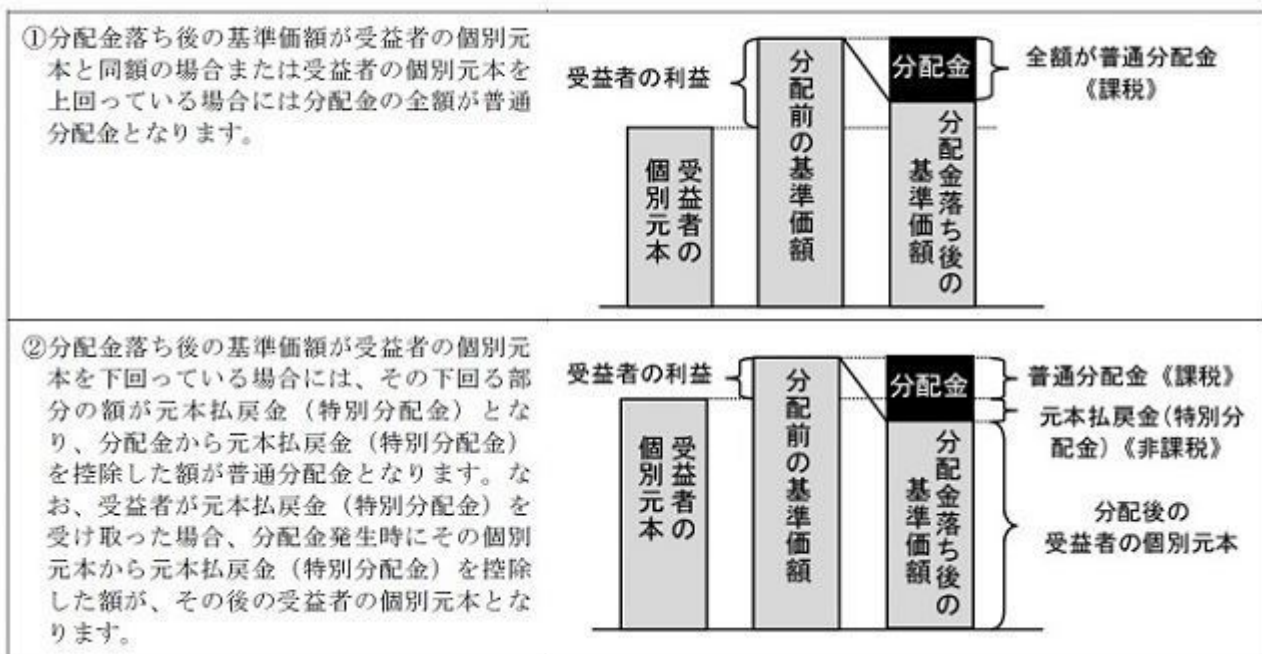 ①分配金落ち後の基準価額が受益者の個別元
本と同額の場合または受益者の個別元本を
上回っている場合には分配金の全額が普通
分配金となります。
受益者の利益
受益者の
個別元本
分配前の基準価額
分配金
分配金落ち後の
基準価額
全額が普通分配金
《課税》
②分配金落ち後の基準価額が受益者の個別元
本を下回っている場合には、その下回る部
分の額が元本払戻金（特別分配金）とな
り、分配金から元本払戻金（特別分配金）
を控除した額が普通分配金となります。な
お、受益者が元本払戻金（特別分配金）を
受け取った場合、分配金発生時にその個別
元本から元本払戻金（特別分配金）を控除
した額が、その後の受益者の個別元本とな
ります。
受益者の利益
受益者の
個別元本
分配前の基準価額
分配金
分配金落ち後の
基準価額
普通分配金《課税》
元本払戻金(特別分
配金)《非課税》
分配後の
受益者の個別元本